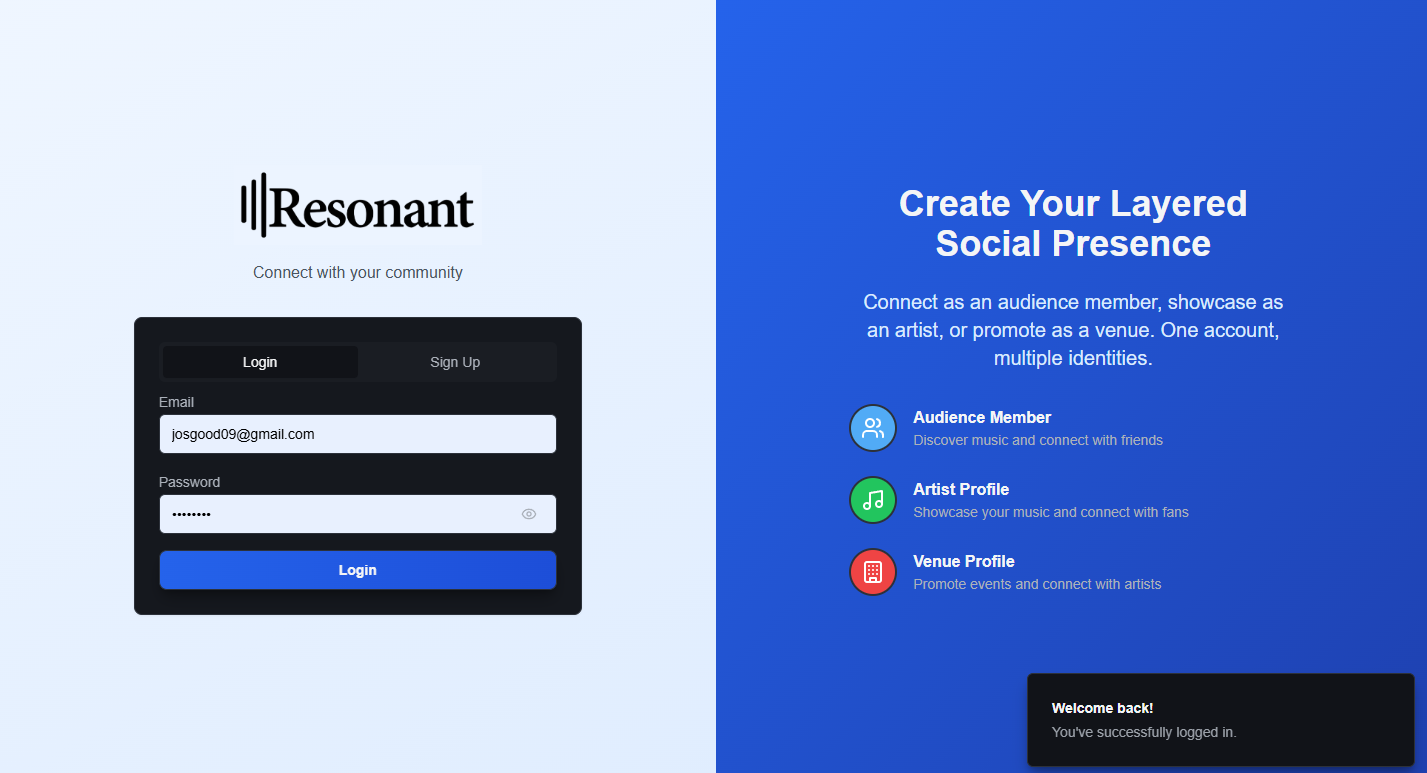 Resonant
Connect with your community
Login
Sign Up
Email
josgood09@gmail.com
Password
••••••••
Login
Create Your Layered
Social Presence
Connect as an audience member, showcase as
an artist, or promote as a venue. One account,
multiple identities.
Audience Member
Discover music and connect with friends
Artist Profile
Showcase your music and connect with fans
Venue Profile
Promote events and connect with artists
Welcome back!
You've successfully logged in.